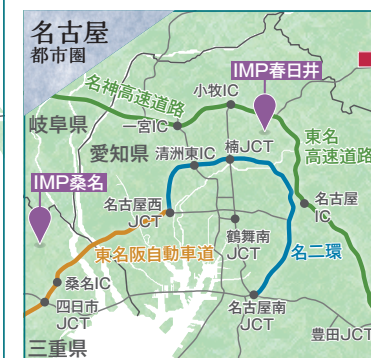 名古屋
都市圏
IMP春日井
名神高速道路
小牧IC
岐阜県
一宮IC
東名
高速道路
愛知県
清洲東IC
楠JCT
IMP桑名
名古屋西
JCT
名古屋
IC
鶴舞南
JCT
名二環
東名阪自動車道
桑名IC
四日市
JCT
名古屋南
JCT
豊田JCT
三重県